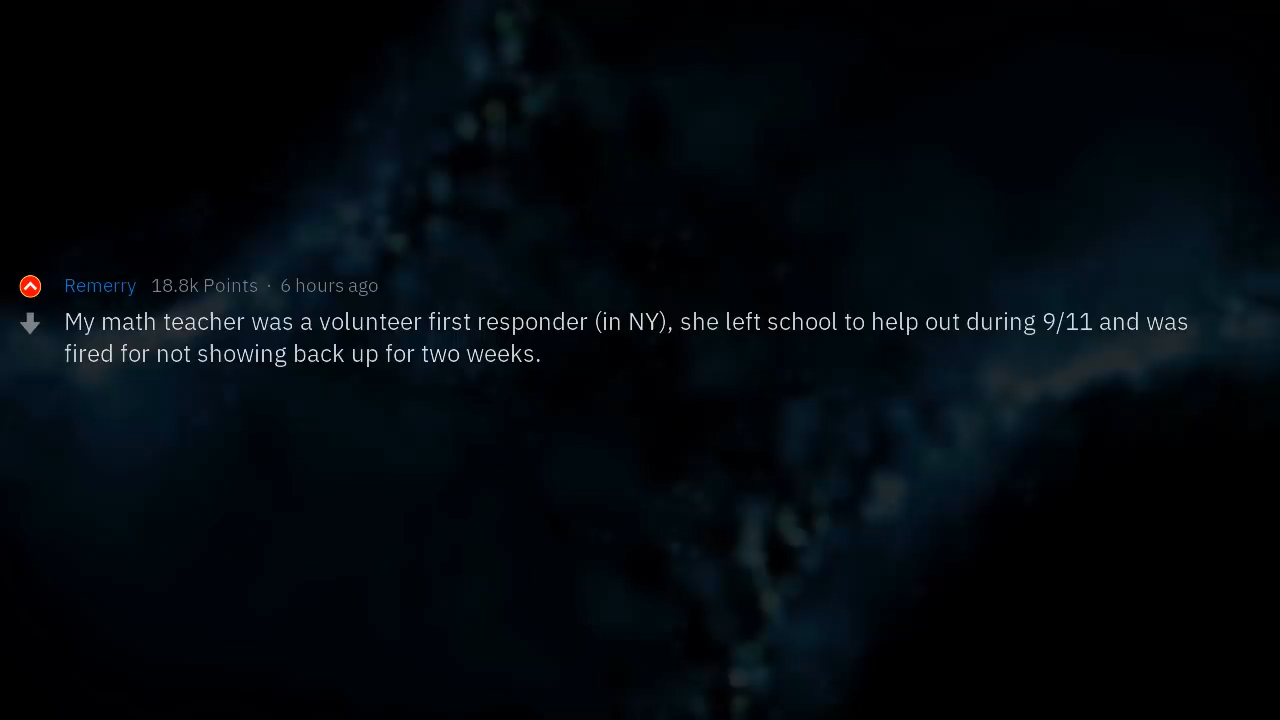 Remerry 18.8k Points · 6 hours ago
My math teacher was a volunteer first responder (in NY), she left school to help out during 9/11 and was
fired for not showing back up for two weeks.